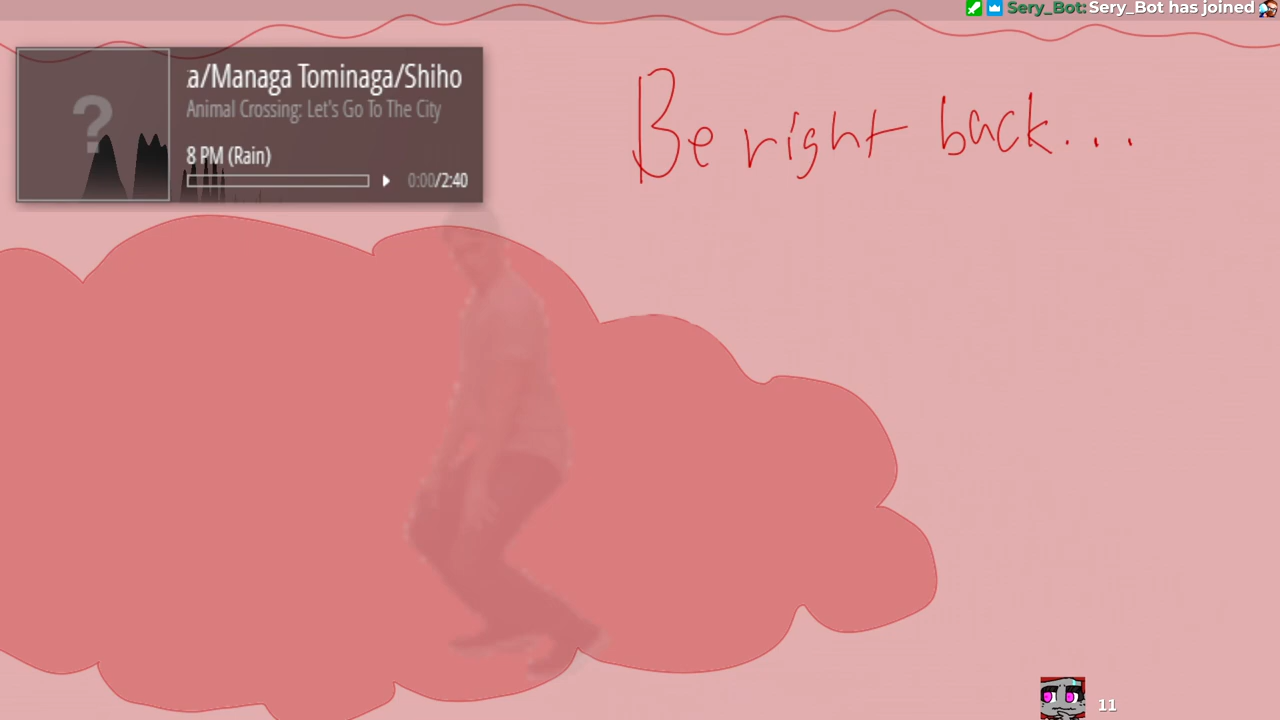 Sery_Bot: Sery_Bot has joined
a/Managa Tominaga/Shiho
Animal Crossing: Let's Go To The City
8 PM (Rain)
0:00/2:40
Be right back...
?
11